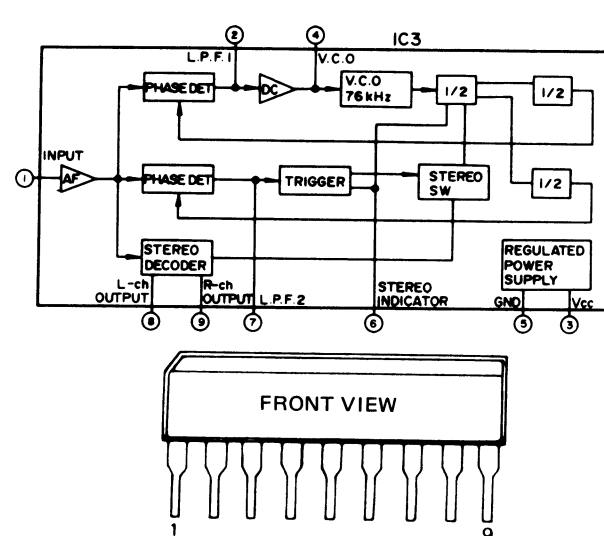 ② ④ IC3
L.P.F.1 V.C.O
PHASE DET DC V.C.O 76kHz 1/2 1/2
INPUT
① AF PHASE DET TRIGGER STEREO SW 1/2
STEREO DECODER
REGULATED POWER SUPPLY
L-ch OUTPUT
R-ch OUTPUT
L.P.F.2
STEREO INDICATOR
GND Vcc
⑧ ⑨ ⑦ ⑥ ⑤ ③
FRONT VIEW
1 9